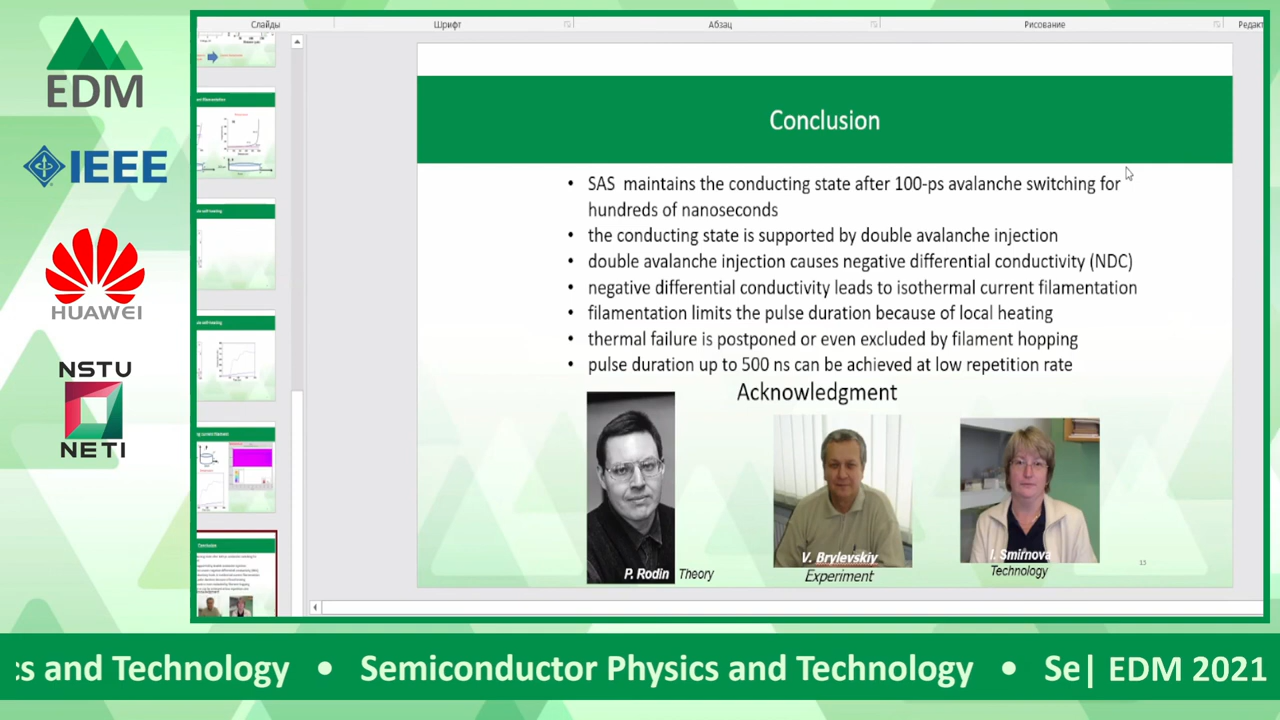 EDM
IEEE
HUAWEI
NSTU
NETI
Слайды
Шрифт
Абзац
Рисование
Редакт
Conclusion
• SAS maintains the conducting state after 100-ps avalanche switching for
hundreds of nanoseconds
• the conducting state is supported by double avalanche injection
• double avalanche injection causes negative differential conductivity (NDC)
• negative differential conductivity leads to isothermal current filamentation
• filamentation limits the pulse duration because of local heating
• thermal failure is postponed or even excluded by filament hopping
• pulse duration up to 500 ns can be achieved at low repetition rate
Acknowledgment
P. Rodin Theory
V. Brylevskiy
Experiment
I. Smirnova
Technology
13
cs and Technology • Semiconductor Physics and Technology • Se| EDM 2021